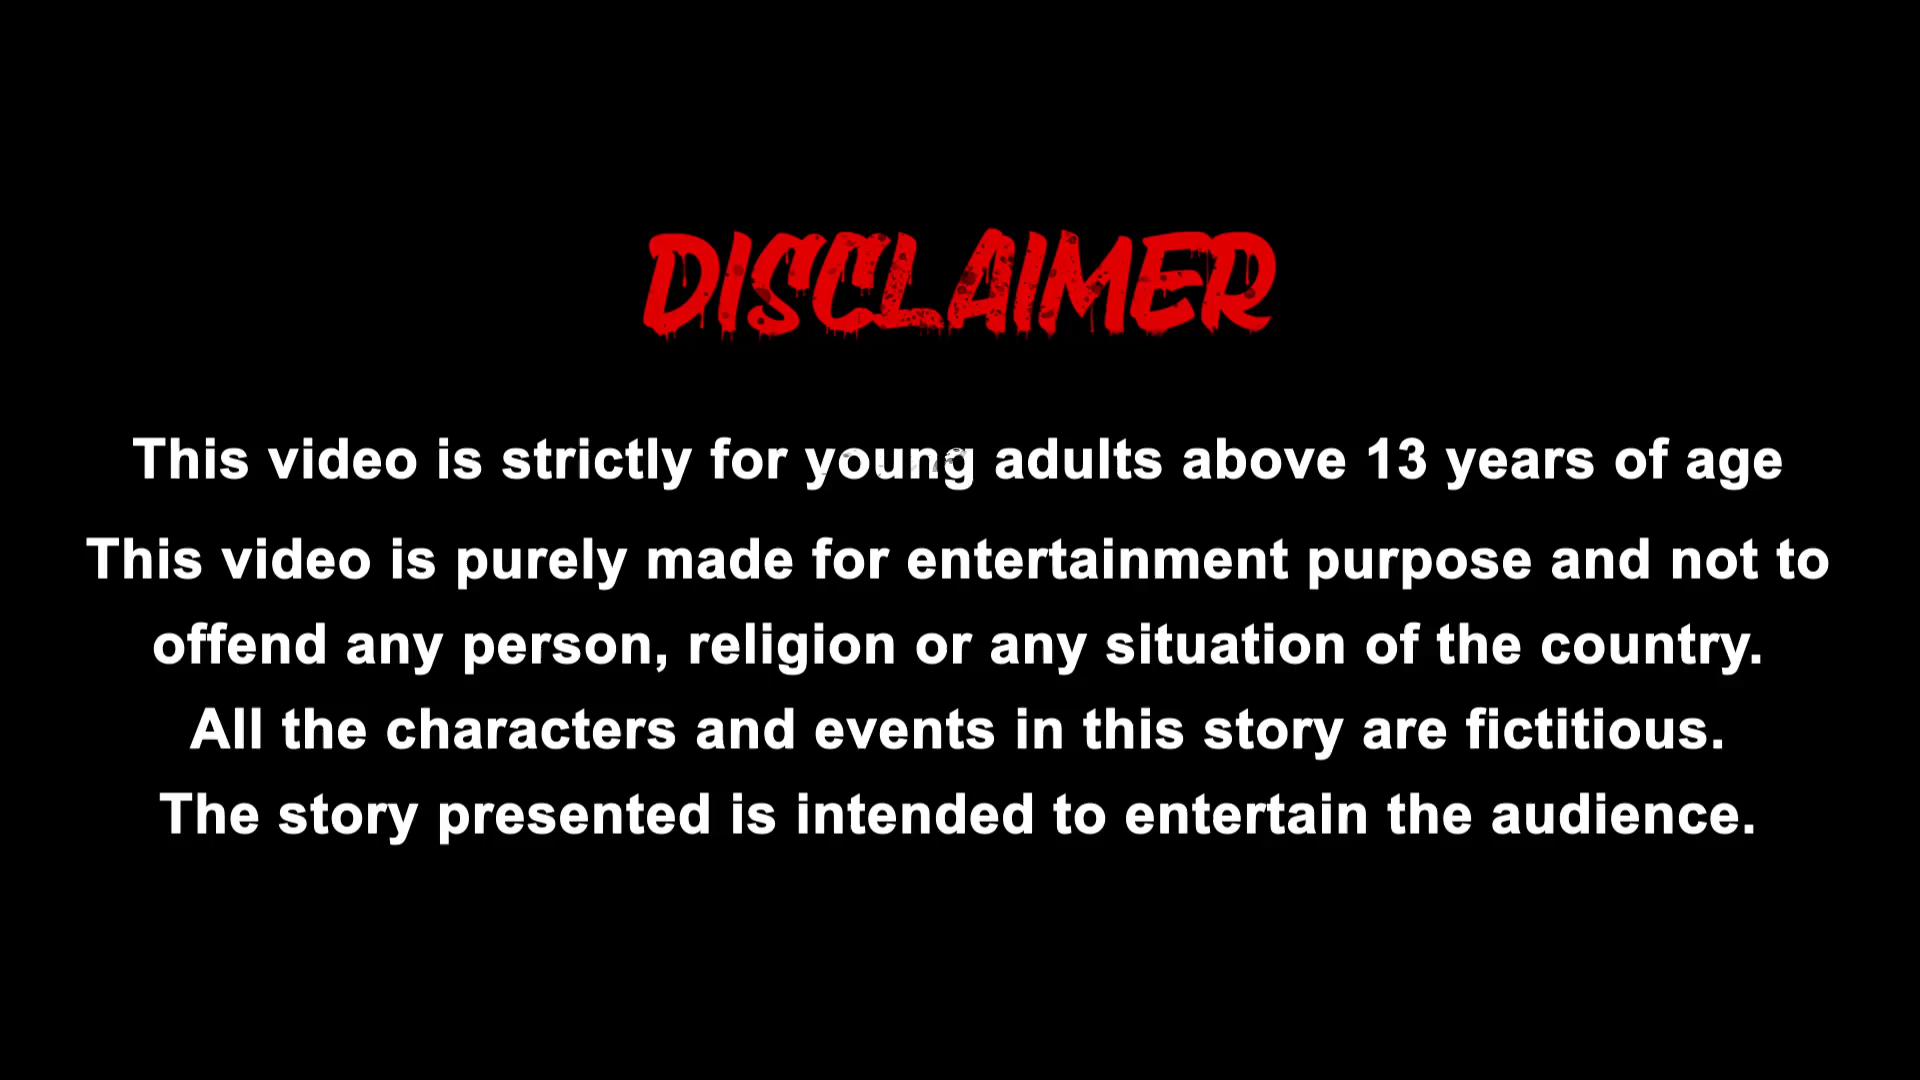 DISCLAIMER
This video is strictly for young adults above 13 years of age
This video is purely made for entertainment purpose and not to
offend any person, religion or any situation of the country.
All the characters and events in this story are fictitious.
The story presented is intended to entertain the audience.